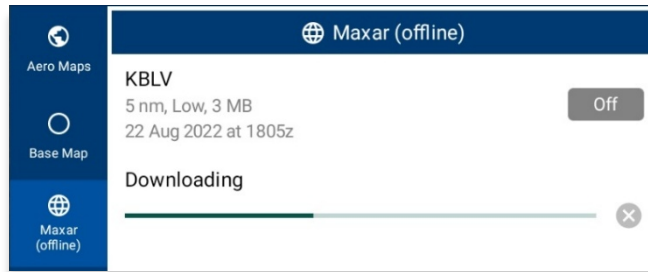 Maxar (offline)
Aero Maps
KBLV
5 nm, Low, 3 MB
Off
22 Aug 2022 at 1805z
Base Map
Downloading
Maxar
(offline)